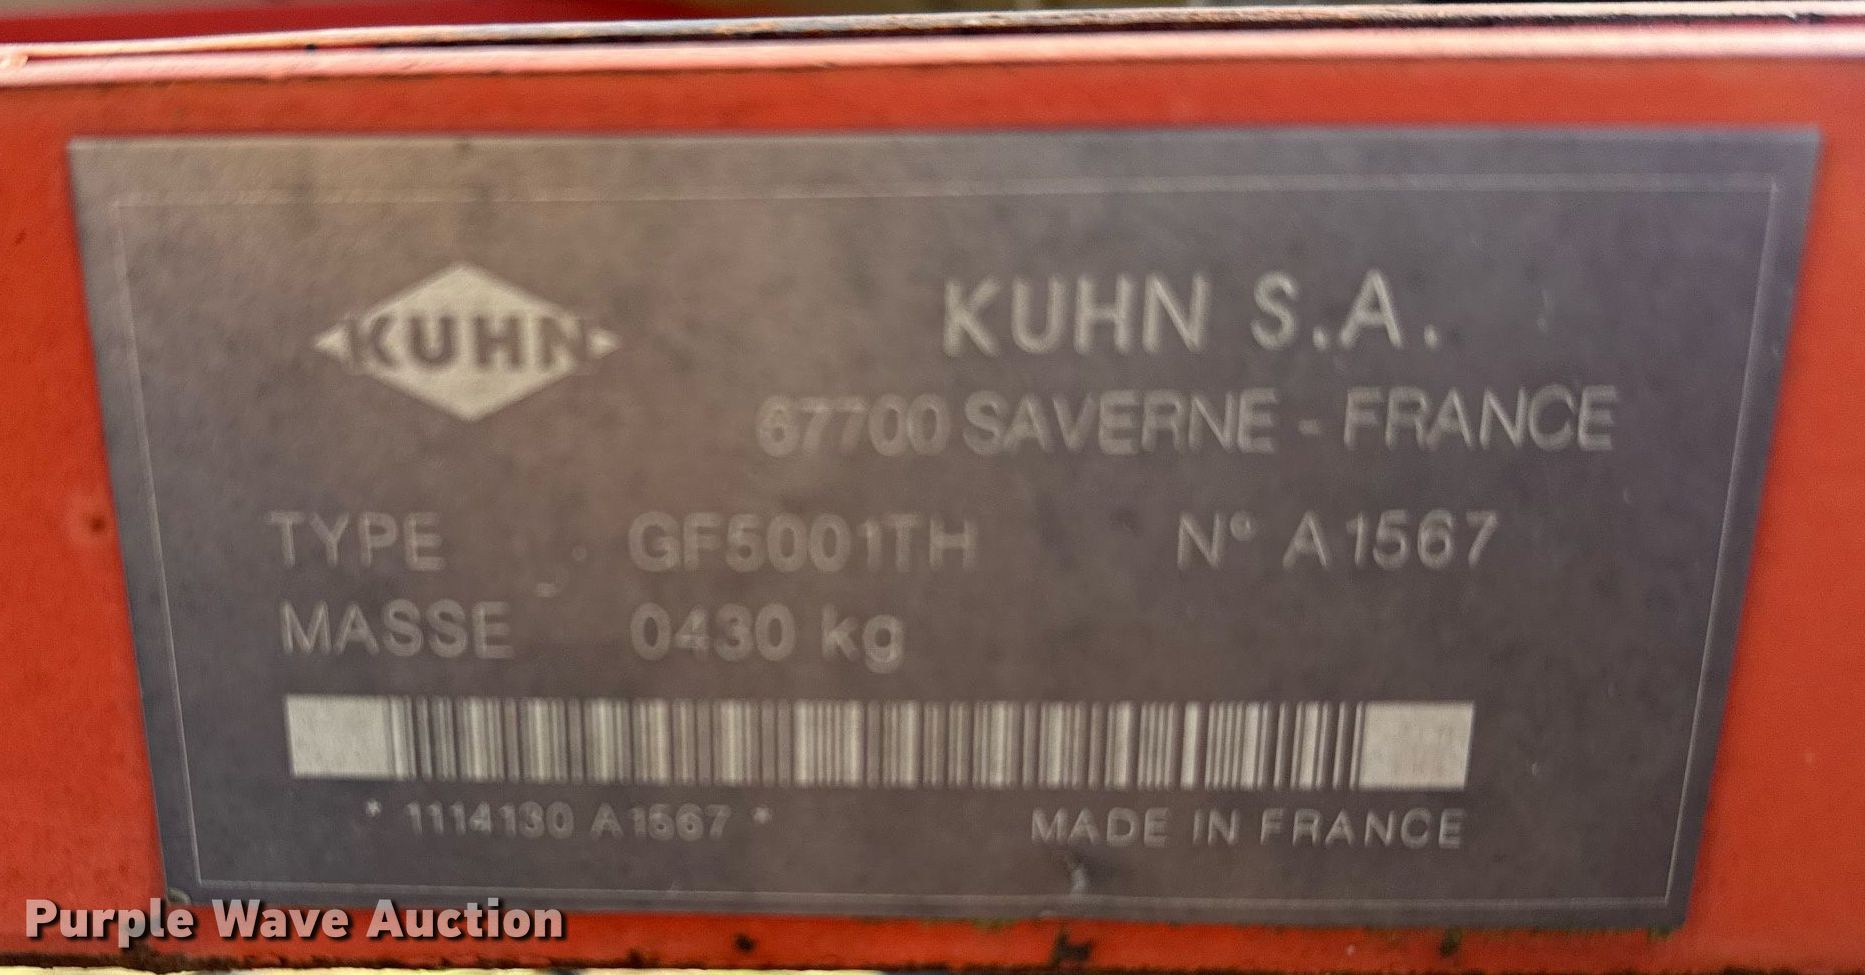 KUHN
KUHN S.A.
67700 SAVERNE - FRANCE
TYPE GF5001TH N° A1567
MASSE 0430 kg
* 1114130 A1567 *
MADE IN FRANCE
Purple Wave Auction